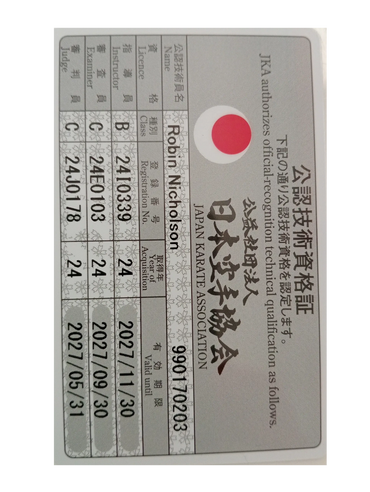 公認技術資格証
JKA authorizes official-recognition technical qualification as follows.
下記の通り公認技術資格を認定します。
公益社団法人
日本空手協会
JAPAN KARATE ASSOCIATION
公認技術員名 Robin Nicholson 990170203
Name
資格 種別 登録番号 取得年 有効期限
Licence Class Registration No. Year of Acquisition Valid until
指導員 B 24I0339 24 2027/11/30
Instructor
審査員 C 24E0103 24 2027/09/30
Examiner
審判員 C 24J0178 24 2027/05/31
Judge